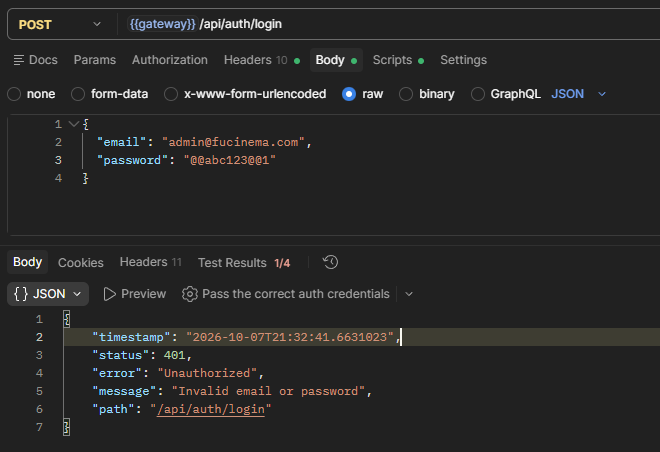 POST {{gateway}} /api/auth/login
Docs Params Authorization Headers 10 Body Scripts Settings
none form-data x-www-form-urlencoded raw binary GraphQL JSON
1 {
2 "email": "admin@fucinema.com",
3 "password": "@@abc123@@1"
4 }
Body Cookies Headers 11 Test Results 1/4
{} JSON Preview Pass the correct auth credentials
1 {
2 "timestamp": "2026-10-07T21:32:41.6631023",
3 "status": 401,
4 "error": "Unauthorized",
5 "message": "Invalid email or password",
6 "path": "/api/auth/login"
7 }